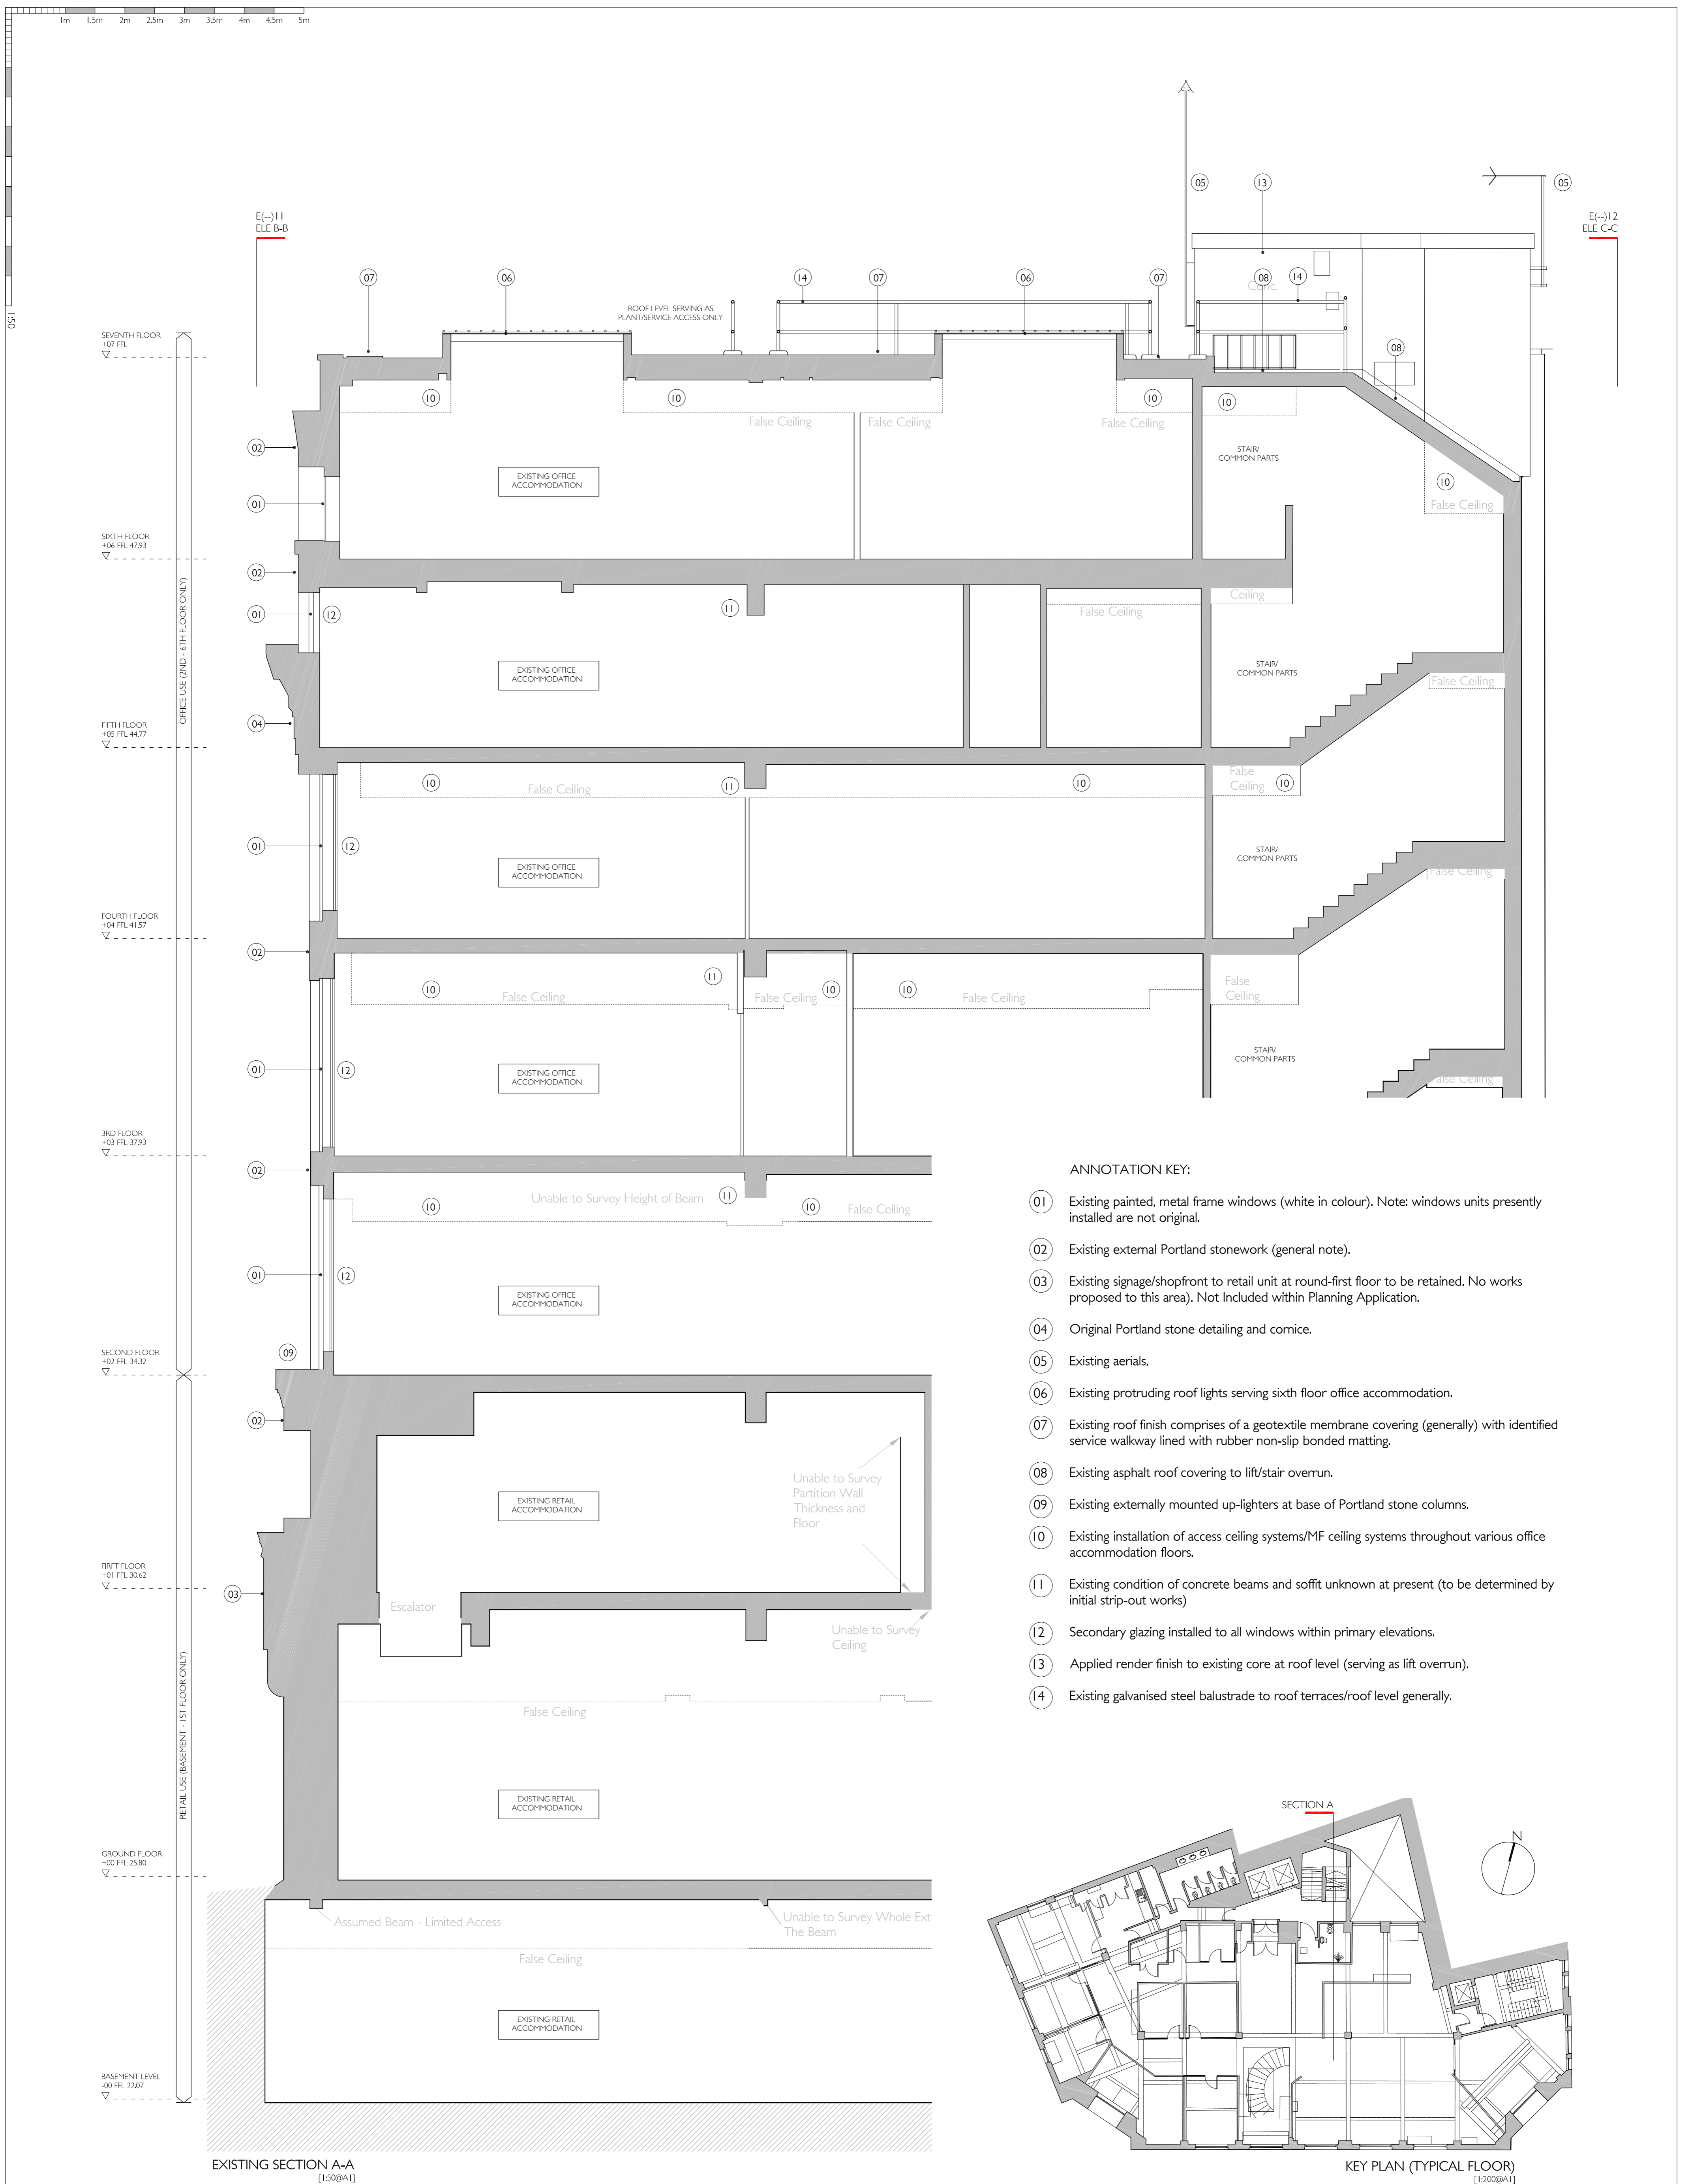 1m 1.5m 2m 2.5m 3m 3.5m 4m 4.5m 5m
1:50
E(--)11
ELE B-B
E(--)12
ELE C-C
05
13
05
07
06
14
07
06
07
08
14
Conc.
ROOF LEVEL SERVING AS
PLANT/SERVICE ACCESS ONLY
08
SEVENTH FLOOR
+07 FFL
10
10
10
10
False Ceiling
False Ceiling
False Ceiling
02
STAIR/
COMMON PARTS
EXISTING OFFICE
ACCOMMODATION
10
False Ceiling
01
SIXTH FLOOR
+06 FFL 47.93
02
OFFICE USE (2ND - 6TH FLOOR ONLY)
01
12
11
False Ceiling
Ceiling
EXISTING OFFICE
ACCOMMODATION
STAIR/
COMMON PARTS
False Ceiling
04
FIFTH FLOOR
+05 FFL 44.77
10
False Ceiling
11
10
False
Ceiling
10
01
12
EXISTING OFFICE
ACCOMMODATION
STAIR/
COMMON PARTS
False Ceiling
FOURTH FLOOR
+04 FFL 41.57
02
10
False Ceiling
11
False Ceiling
10
10
False Ceiling
False
Ceiling
01
12
EXISTING OFFICE
ACCOMMODATION
STAIR/
COMMON PARTS
alse Ceiling
3RD FLOOR
+03 FFL 37.93
02
Unable to Survey Height of Beam
11
10
10
False Ceiling
01
12
EXISTING OFFICE
ACCOMMODATION
09
SECOND FLOOR
+02 FFL 34.32
02
Unable to Survey
Partition Wall
Thickness and
Floor
EXISTING RETAIL
ACCOMMODATION
FIRFT FLOOR
+01 FFL 30.62
03
Escalator
Unable to Survey
Ceiling
RETAIL USE (BASEMENT - 1ST FLOOR ONLY)
False Ceiling
EXISTING RETAIL
ACCOMMODATION
GROUND FLOOR
+00 FFL 25.80
Assumed Beam - Limited Access
Unable to Survey Whole Ext
The Beam
False Ceiling
EXISTING RETAIL
ACCOMMODATION
BASEMENT LEVEL
-00 FFL 22.07
EXISTING SECTION A-A
[1:50@A1]
ANNOTATION KEY:
01 Existing painted, metal frame windows (white in colour). Note: windows units presently
installed are not original.
02 Existing external Portland stonework (general note).
03 Existing signage/shopfront to retail unit at round-first floor to be retained. No works
proposed to this area). Not Included within Planning Application.
04 Original Portland stone detailing and cornice.
05 Existing aerials.
06 Existing protruding roof lights serving sixth floor office accommodation.
07 Existing roof finish comprises of a geotextile membrane covering (generally) with identified
service walkway lined with rubber non-slip bonded matting.
08 Existing asphalt roof covering to lift/stair overrun.
09 Existing externally mounted up-lighters at base of Portland stone columns.
10 Existing installation of access ceiling systems/MF ceiling systems throughout various office
accommodation floors.
11 Existing condition of concrete beams and soffit unknown at present (to be determined by
initial strip-out works)
12 Secondary glazing installed to all windows within primary elevations.
13 Applied render finish to existing core at roof level (serving as lift overrun).
14 Existing galvanised steel balustrade to roof terraces/roof level generally.
SECTION A
N
KEY PLAN (TYPICAL FLOOR)
[1:200@A1]